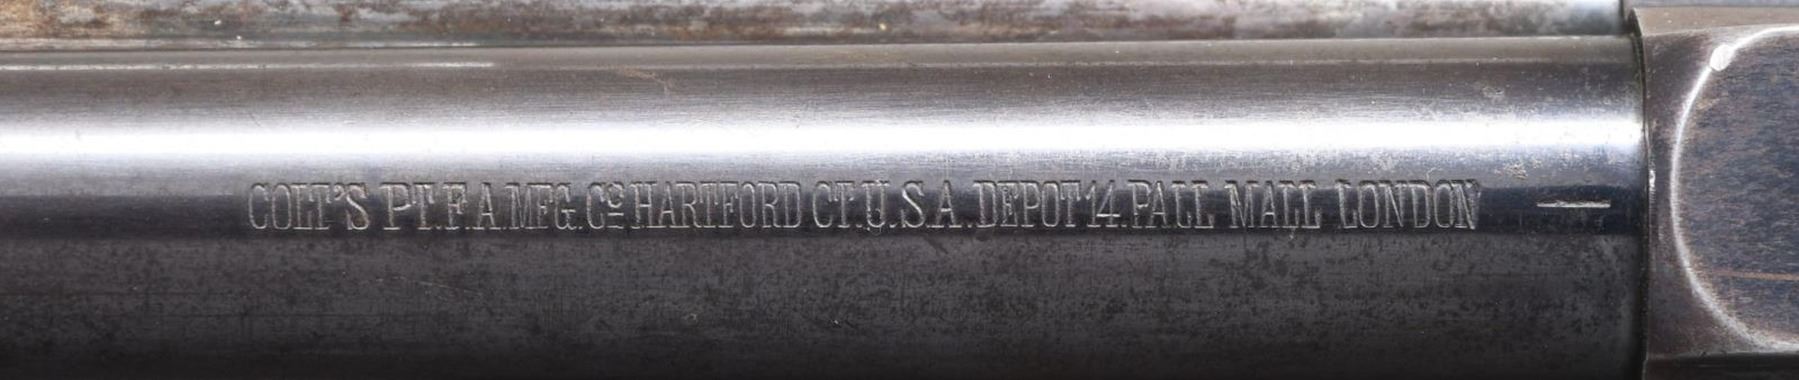 COLT'S PT. F. A. MFG. Cº HARTFORD CT. U.S.A. DEPOT 14. PALL MALL LONDON